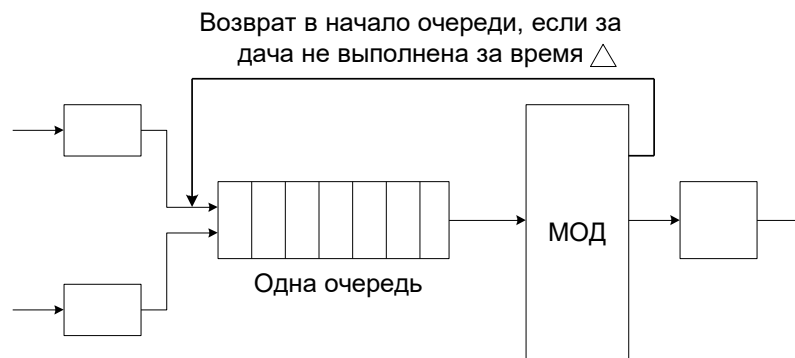 Возврат в начало очереди, если за
дача не выполнена за время △
МОД
Одна очередь